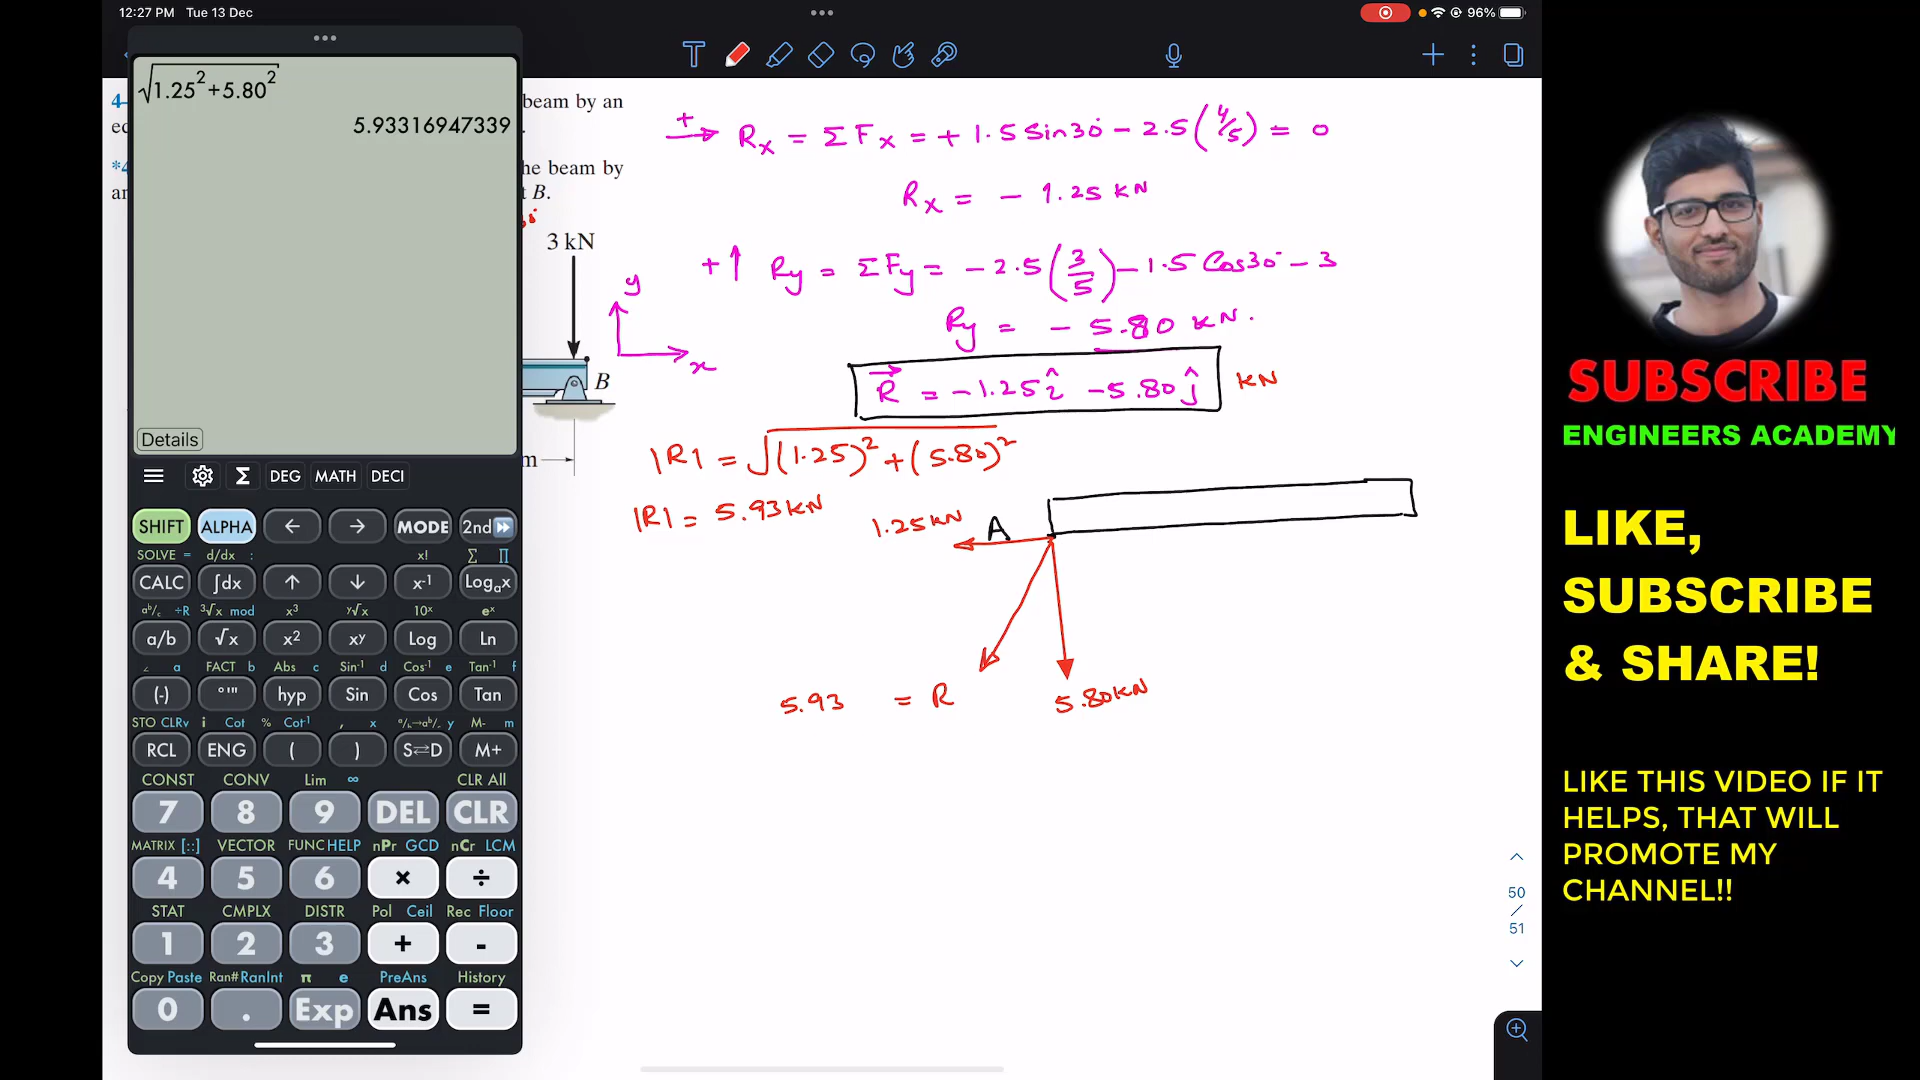 12:27 PM Tue 13 Dec
96%
√1.25²+5.80²
5.93316947339
Details
DEG MATH DECI
SHIFT ALPHA ← → MODE 2nd
SOLVE = d/dx : x! Σ ∏
CALC ∫dx ↑ ↓ x⁻¹ Logₐx
aᵇ/c ÷R ³√x mod x³ ʸ√x 10ˣ eˣ
a/b √x x² xʸ Log Ln
∠ a FACT b Abs c Sin⁻¹ d Cos⁻¹ e Tan⁻¹ f
(-) °'" hyp Sin Cos Tan
STO CLRv i Cot % Cot⁻¹ , x ᵃ/c→aᵇ/c y M- m
RCL ENG ( ) S⇌D M+
CONST CONV Lim ∞ CLR All
7 8 9 DEL CLR
MATRIX [::] VECTOR FUNC HELP nPr GCD nCr LCM
4 5 6 × ÷
STAT CMPLX DISTR Pol Ceil Rec Floor
1 2 3 + -
Copy Paste Ran# RanInt π e PreAns History
0 . Exp Ans =
4-
beam by an
*4
he beam by
B.
3 kN
B
m
y
x
+→ Rx = ΣFx = + 1.5 Sin30° - 2.5(4/5) = 0
Rx = - 1.25 KN
+↑ Ry = ΣFy = - 2.5(3/5) - 1.5 Cos30° - 3
Ry = - 5.80 KN.
R⃗ = -1.25î -5.80ĵ KN
|R| = √(1.25)²+(5.80)²
|R| = 5.93KN
1.25KN
A
5.93 = R
5.80KN
50
/
51
SUBSCRIBE
ENGINEERS ACADEMY
LIKE,
SUBSCRIBE
& SHARE!
LIKE THIS VIDEO IF IT
HELPS, THAT WILL
PROMOTE MY
CHANNEL!!